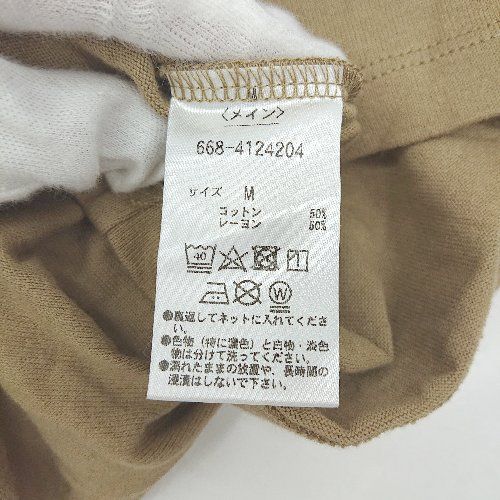 〈メイン〉
668-4124204
サイズ M
コットン 50%
レーヨン 50%
40
W
●裏返してネットに入れてくださ
い。
●色物（特に濃色）と白物・淡色
物は分けて洗ってください。
●濡れたままの放置や、長時間の
浸漬はしないで下さい。